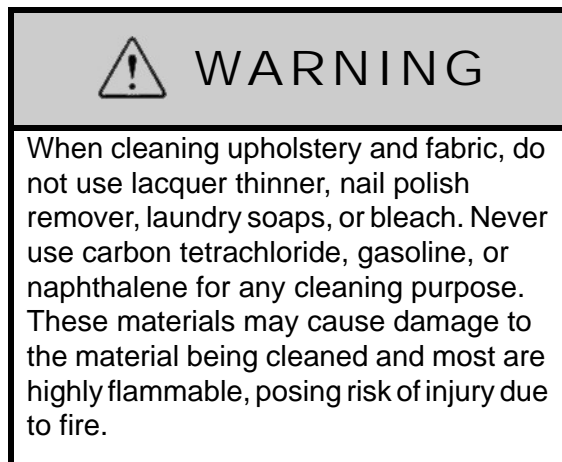 WARNING
When cleaning upholstery and fabric, do
not use lacquer thinner, nail polish
remover, laundry soaps, or bleach. Never
use carbon tetrachloride, gasoline, or
naphthalene for any cleaning purpose.
These materials may cause damage to
the material being cleaned and most are
highly flammable, posing risk of injury due
to fire.